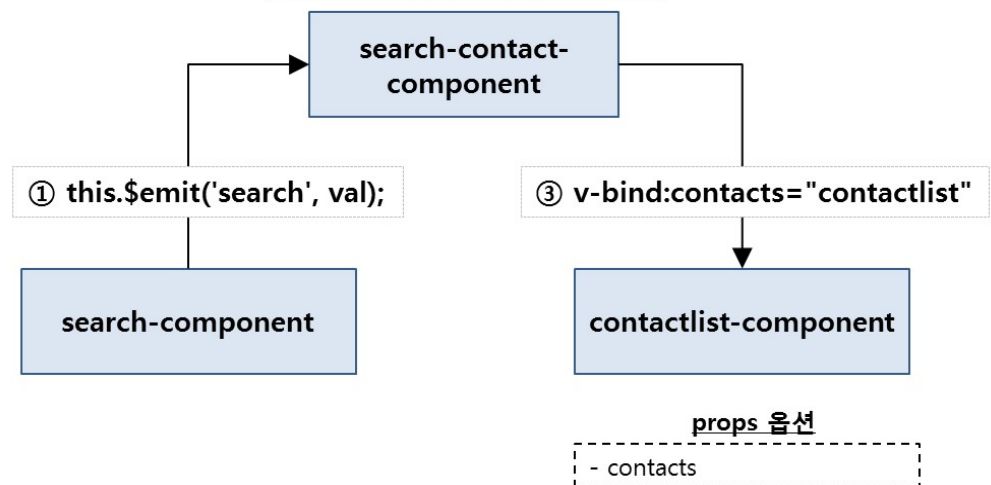 search-contact-
component
① this.$emit('search', val);
③ v-bind:contacts="contactlist"
search-component
contactlist-component
props 옵션
- contacts